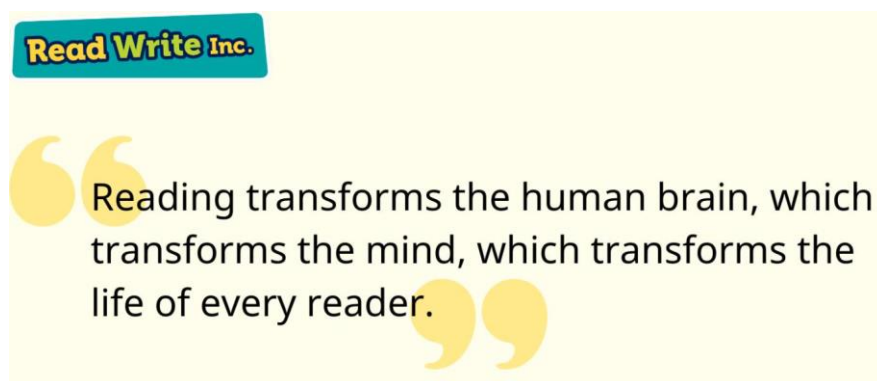 Read Write Inc.
Reading transforms the human brain, which
transforms the mind, which transforms the
life of every reader.